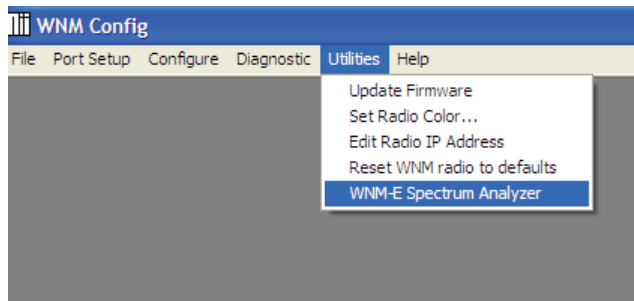 WNM Config
File Port Setup Configure Diagnostic Utilities Help
Update Firmware
Set Radio Color...
Edit Radio IP Address
Reset WNM radio to defaults
WNM-E Spectrum Analyzer